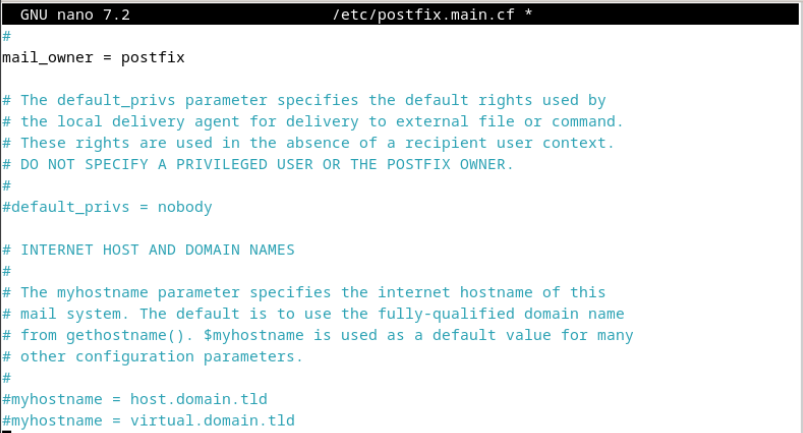 GNU nano 7.2 /etc/postfix.main.cf *
#
mail_owner = postfix
# The default_privs parameter specifies the default rights used by
# the local delivery agent for delivery to external file or command.
# These rights are used in the absence of a recipient user context.
# DO NOT SPECIFY A PRIVILEGED USER OR THE POSTFIX OWNER.
#
#default_privs = nobody
# INTERNET HOST AND DOMAIN NAMES
#
# The myhostname parameter specifies the internet hostname of this
# mail system. The default is to use the fully-qualified domain name
# from gethostname(). $myhostname is used as a default value for many
# other configuration parameters.
#
#myhostname = host.domain.tld
#myhostname = virtual.domain.tld